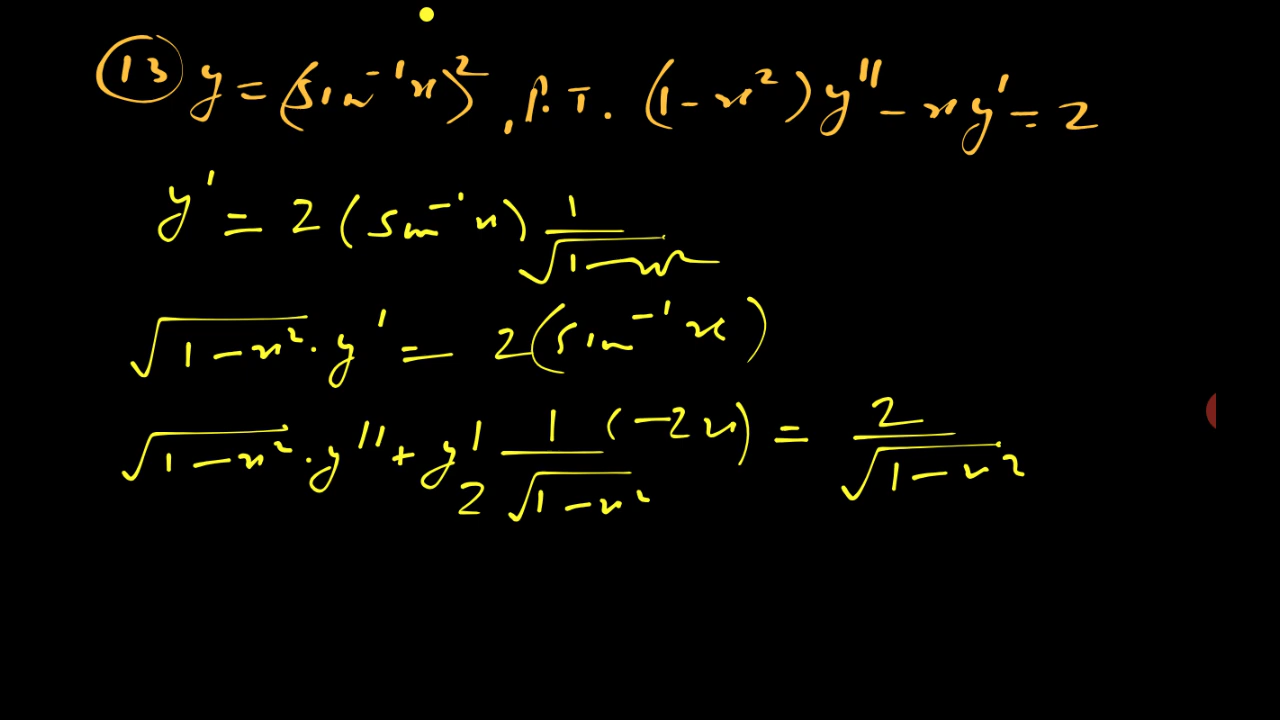 (13) y = (sin⁻¹x)², P.T. (1-x²)y'' - xy' = 2
y' = 2(sin⁻¹x) 1/√(1-x²)
√(1-x²) · y' = 2(sin⁻¹x)
√(1-x²) · y'' + y' 1/(2√(1-x²)) (-2x) = 2/√(1-x²)